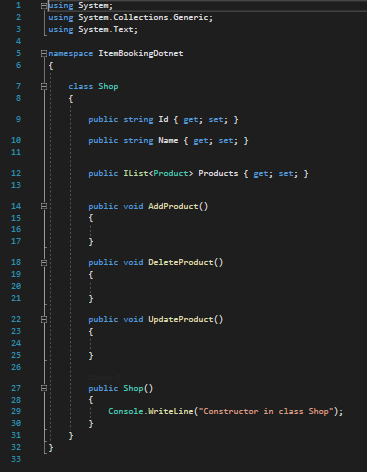 1 using System;
2 using System.Collections.Generic;
3 using System.Text;
4
5 namespace ItemBookingDotnet
6 {
7 class Shop
8 {
9 public string Id { get; set; }
10 public string Name { get; set; }
11
12 public IList<Product> Products { get; set; }
13
14 public void AddProduct()
15 {
16
17 }
18 public void DeleteProduct()
19 {
20
21 }
22 public void UpdateProduct()
23 {
24
25 }
26
27 public Shop()
28 {
29 Console.WriteLine("Constructor in class Shop");
30 }
31 }
32 }
33